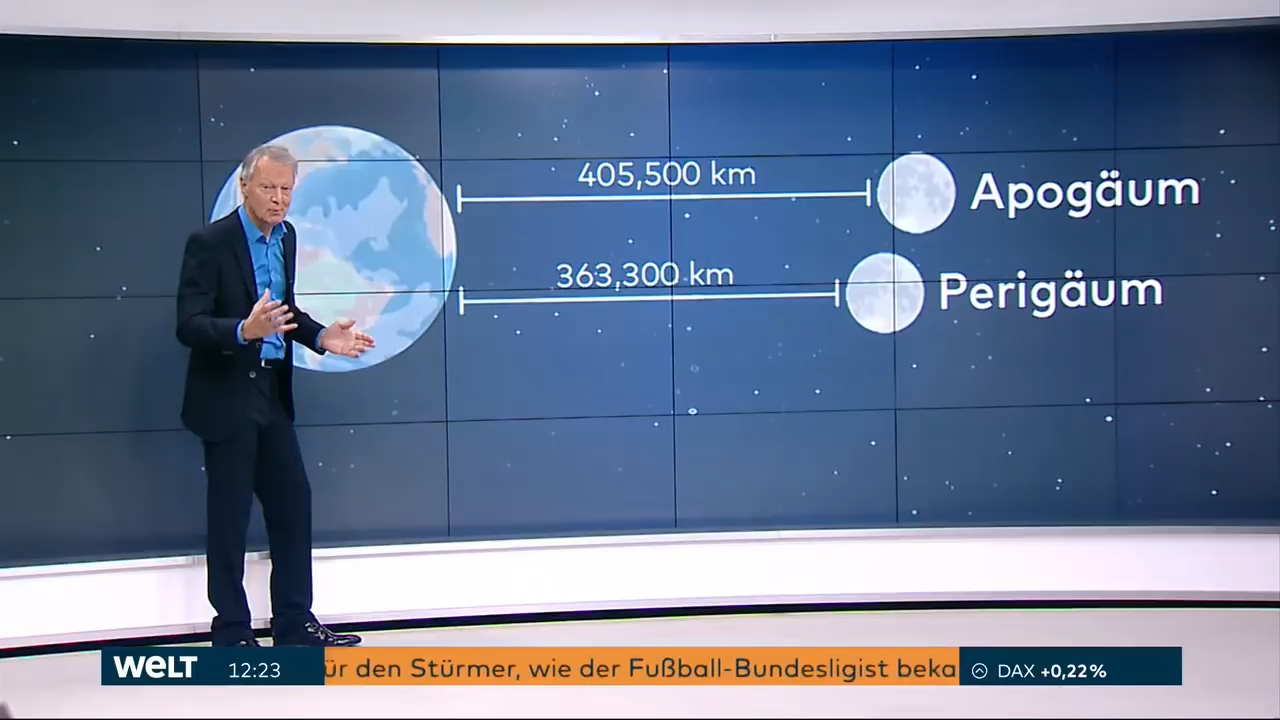 405,500 km
Apogäum
363,300 km
Perigäum
WELT 12:23 ür den Stürmer, wie der Fußball-Bundesligist beka DAX +0,22%